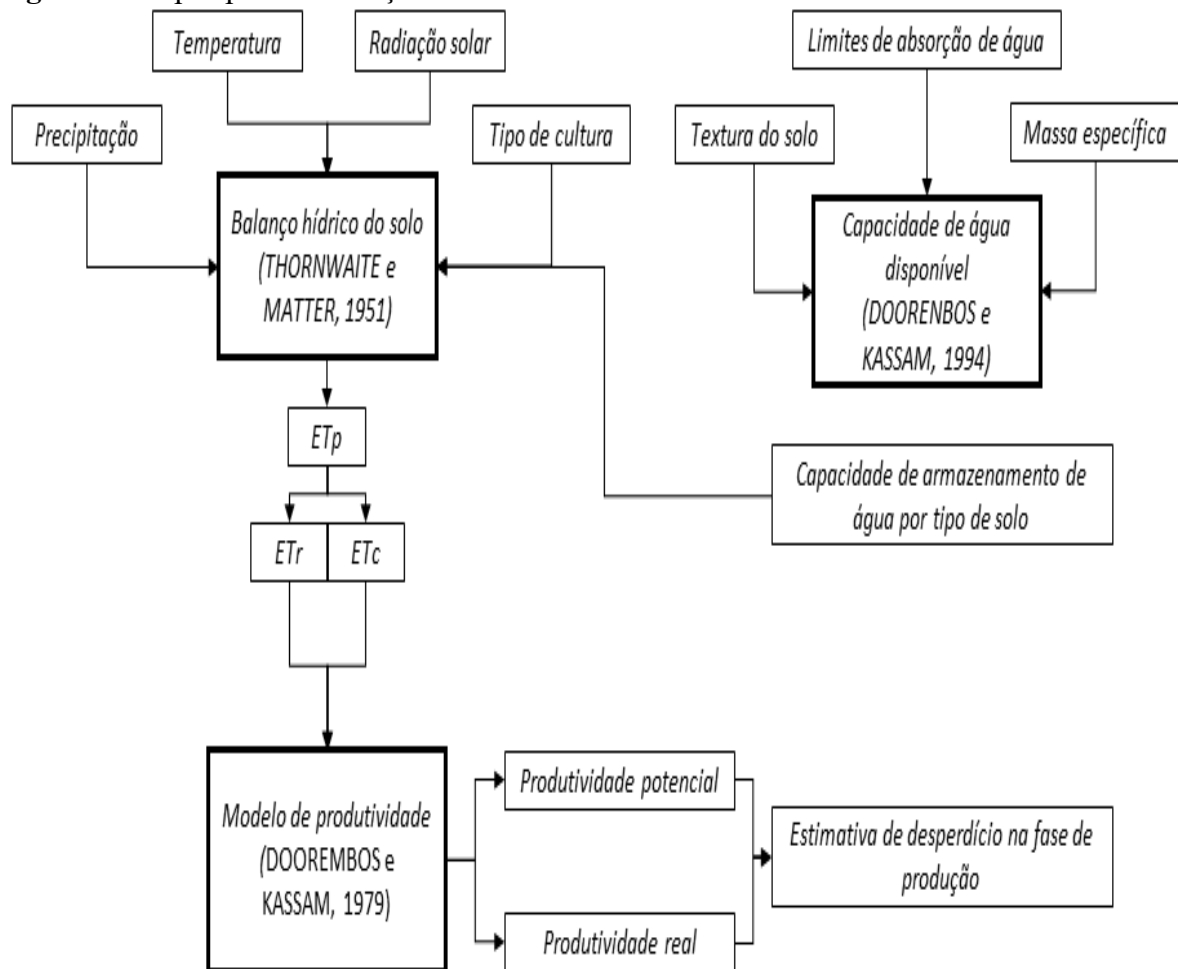 Temperatura
Radiação solar
Limites de absorção de água
Precipitação
Tipo de cultura
Textura do solo
Massa específica
Balanço hídrico do solo
(THORNWAITE e
MATTER, 1951)
Capacidade de água
disponível
(DOORENBOS e
KASSAM, 1994)
ETp
Capacidade de armazenamento de
água por tipo de solo
ETr
ETc
Modelo de produtividade
(DOOREMBOS e
KASSAM, 1979)
Produtividade potencial
Estimativa de desperdício na fase de
produção
Produtividade real